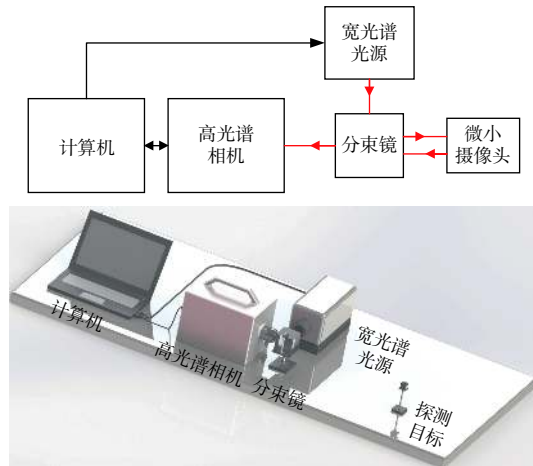 宽光谱
光源
计算机
高光谱
相机
分束镜
微小
摄像头
计算机
高光谱相机
分束镜
宽光谱
光源
探测
目标